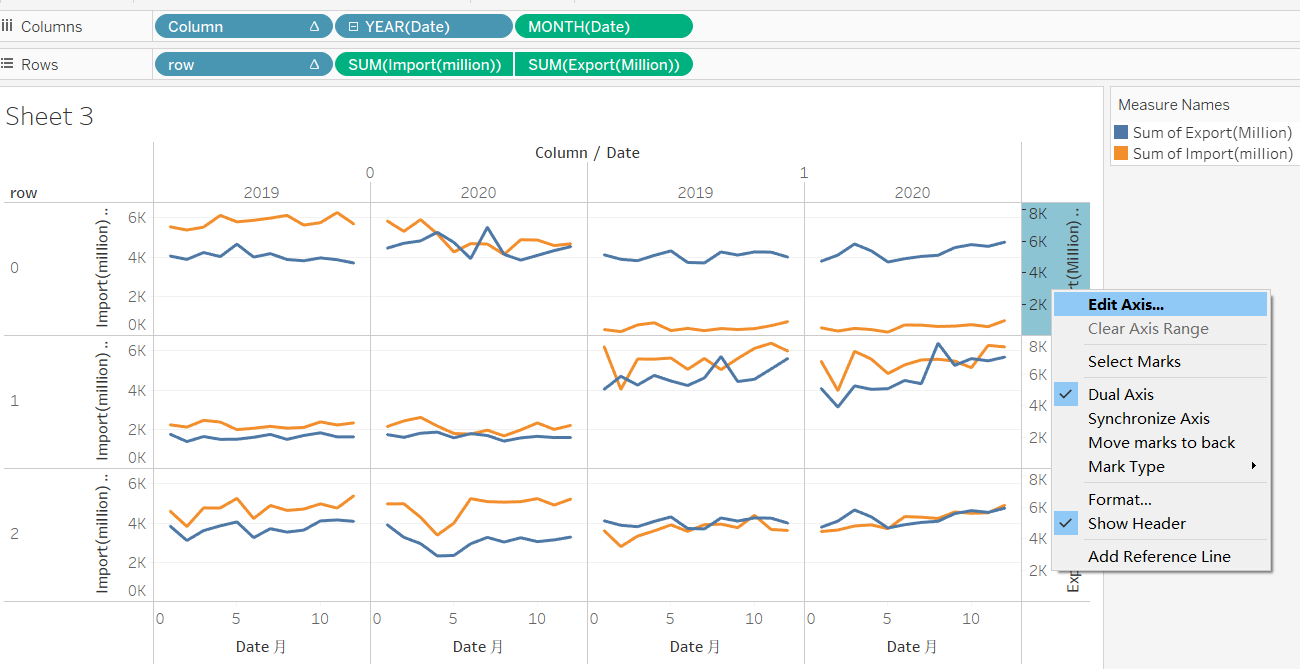 Columns Column YEAR(Date) MONTH(Date)
Rows row SUM(Import(million)) SUM(Export(Million))
Sheet 3
Measure Names
Sum of Export(Million)
Sum of Import(million)
Column / Date
0 1
row 2019 2020 2019 2020
0
Import(million) ..
6K
4K
2K
0K
8K
6K
4K
2K
rt(Million) ..
1
Import(million) ..
6K
4K
2K
0K
8K
6K
4K
2K
2
Import(million) ..
6K
4K
2K
0K
8K
6K
4K
2K
Exp
0 5 10 0 5 10 0 5 10 0 5 10
Date 月 Date 月 Date 月 Date 月
Edit Axis...
Clear Axis Range
Select Marks
Dual Axis
Synchronize Axis
Move marks to back
Mark Type
Format...
Show Header
Add Reference Line